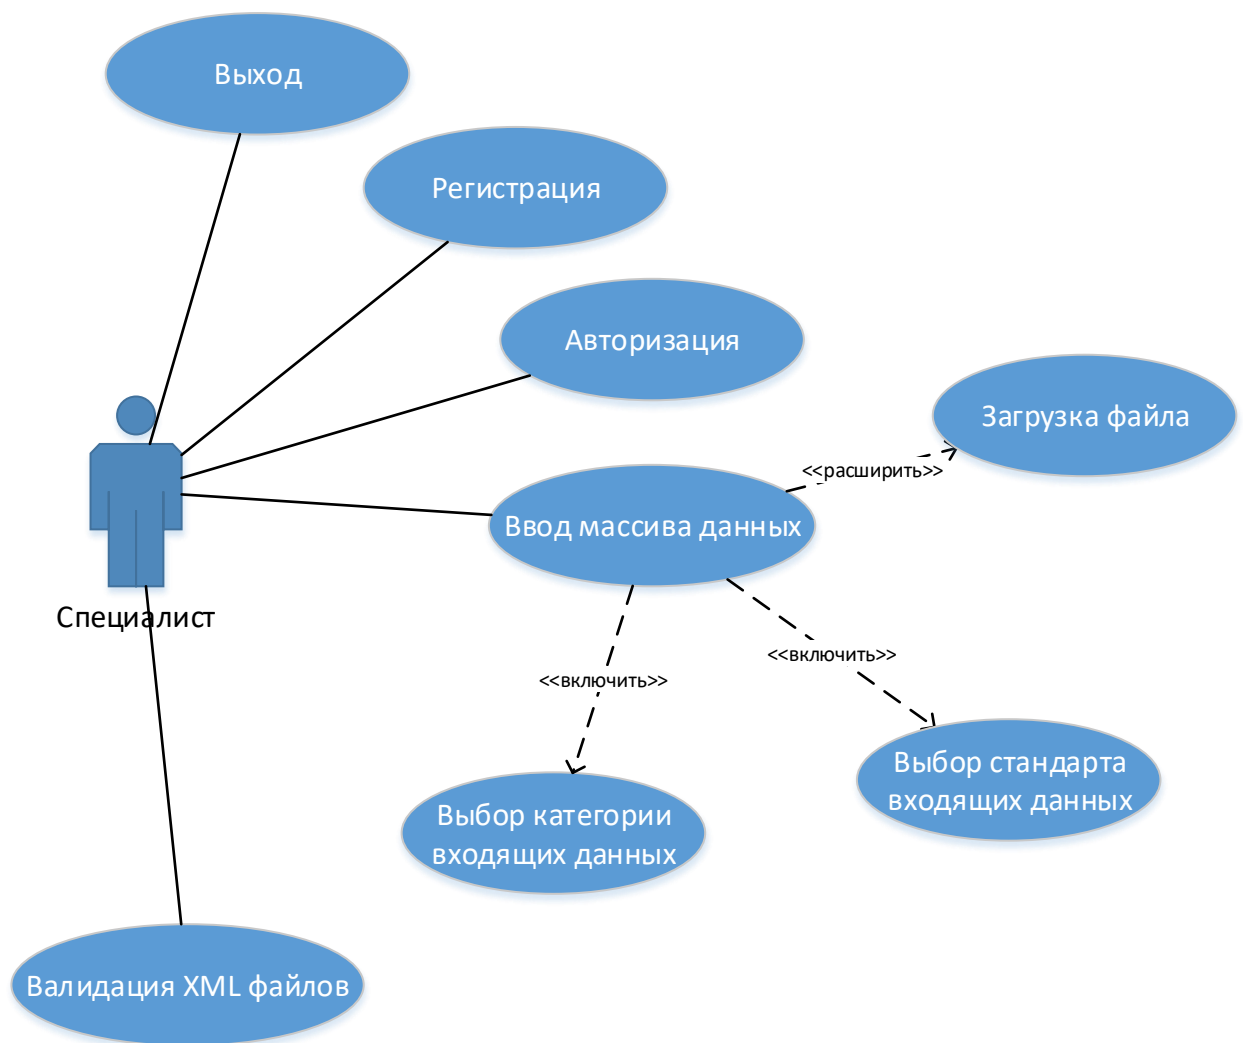 Выход
Регистрация
Авторизация
Загрузка файла
<<расширить>>
Ввод массива данных
Специалист
<<включить>>
<<включить>>
Выбор стандарта
входящих данных
Выбор категории
входящих данных
Валидация XML файлов